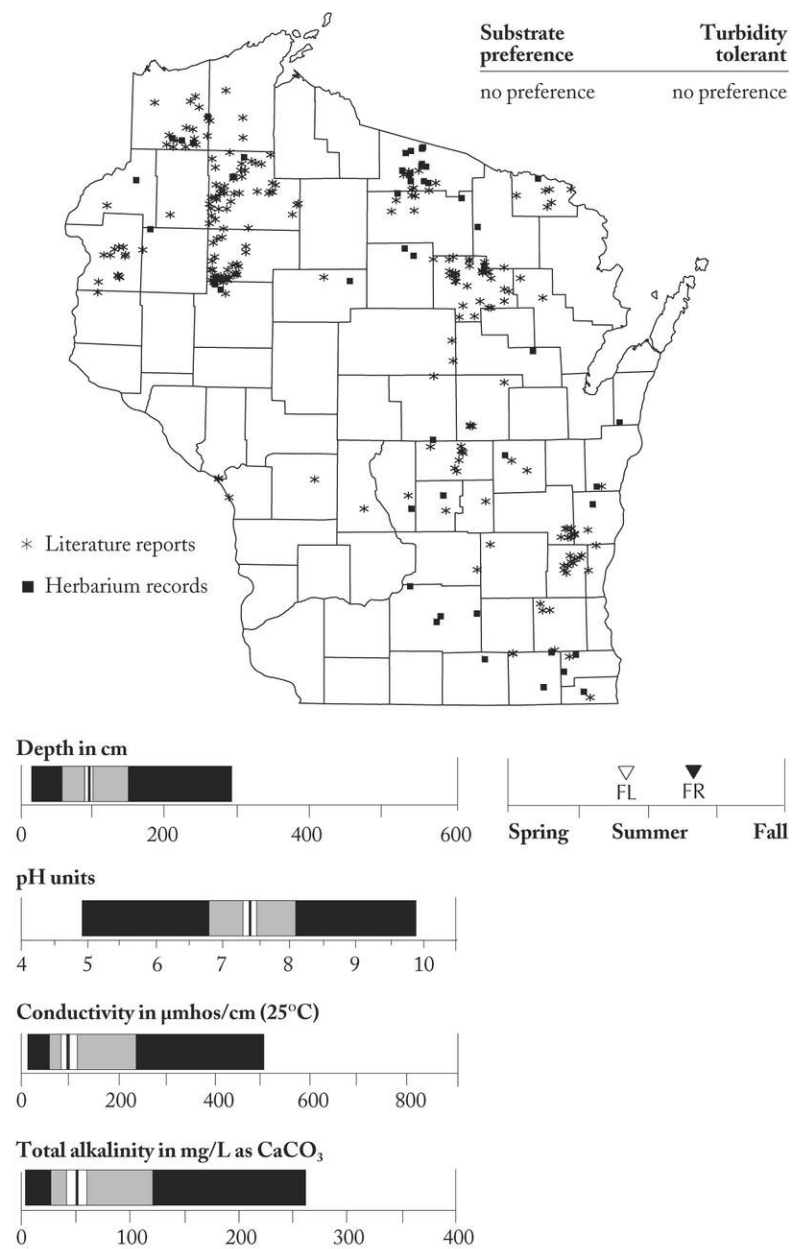 Substrate preference
Turbidity tolerant
no preference
no preference
* Literature reports
■ Herbarium records
Depth in cm
0 200 400 600
FL FR
Spring Summer Fall
pH units
4 5 6 7 8 9 10
Conductivity in µmhos/cm (25°C)
0 200 400 600 800
Total alkalinity in mg/L as CaCO₃
0 100 200 300 400